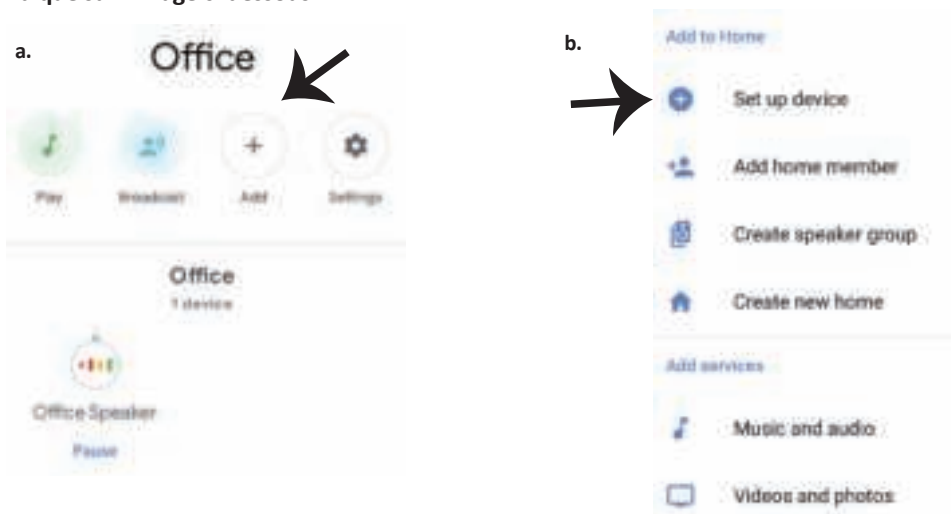 a.
Office
Play
Broadcast
Add
Settings
Office
1 device
Office Speaker
Pause
b.
Add to Home
Set up device
Add home member
Create speaker group
Create new home
Add services
Music and audio
Videos and photos